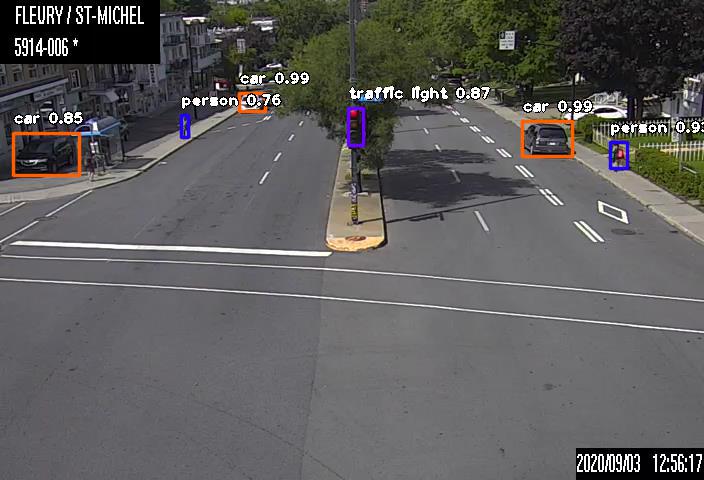 FLEURY / ST-MICHEL
5914-006 *
car 0.99
person 0.76
traffic light 0.87
car 0.99
car 0.85
person 0.93
2020/09/03 12:56:17